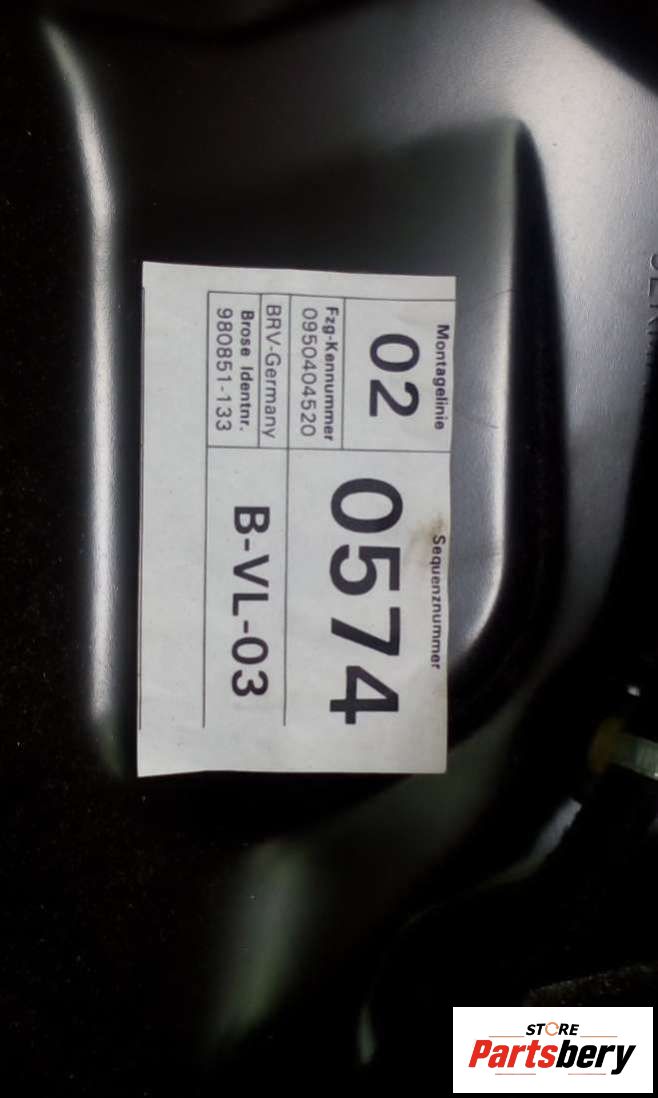 Montagelinie
02
Sequenznummer
0574
Fzg-Kennummer
0950404520
BRV-Germany
Brose Identnr.
980851-133
B-VL-03
STORE
Partsbery